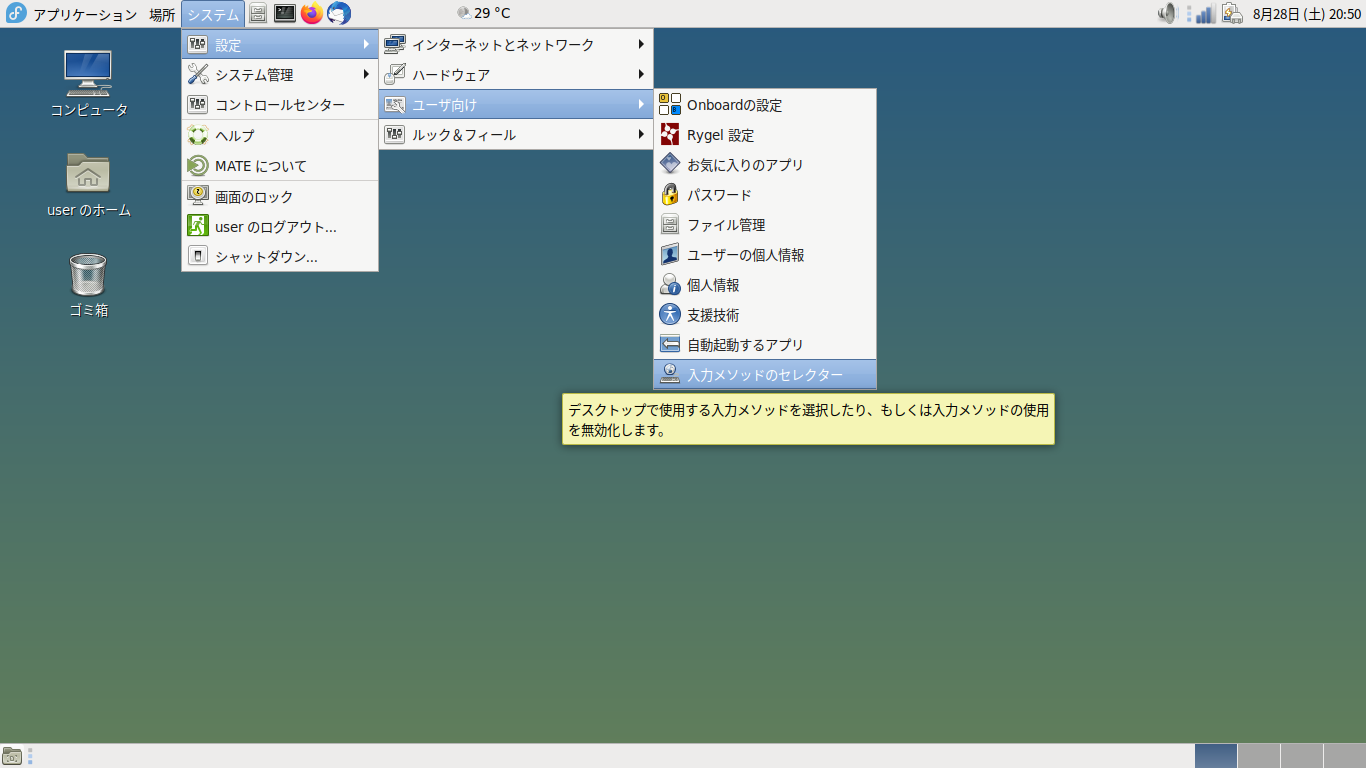 アプリケーション 場所 システム
29 °C
8月28日 (土) 20:50
コンピュータ
user のホーム
ゴミ箱
設定
システム管理
コントロールセンター
ヘルプ
MATE について
画面のロック
user のログアウト...
シャットダウン...
インターネットとネットワーク
ハードウェア
ユーザ向け
ルック＆フィール
Onboardの設定
Rygel 設定
お気に入りのアプリ
パスワード
ファイル管理
ユーザーの個人情報
個人情報
支援技術
自動起動するアプリ
入力メソッドのセレクター
デスクトップで使用する入力メソッドを選択したり、もしくは入力メソッドの使用
を無効化します。